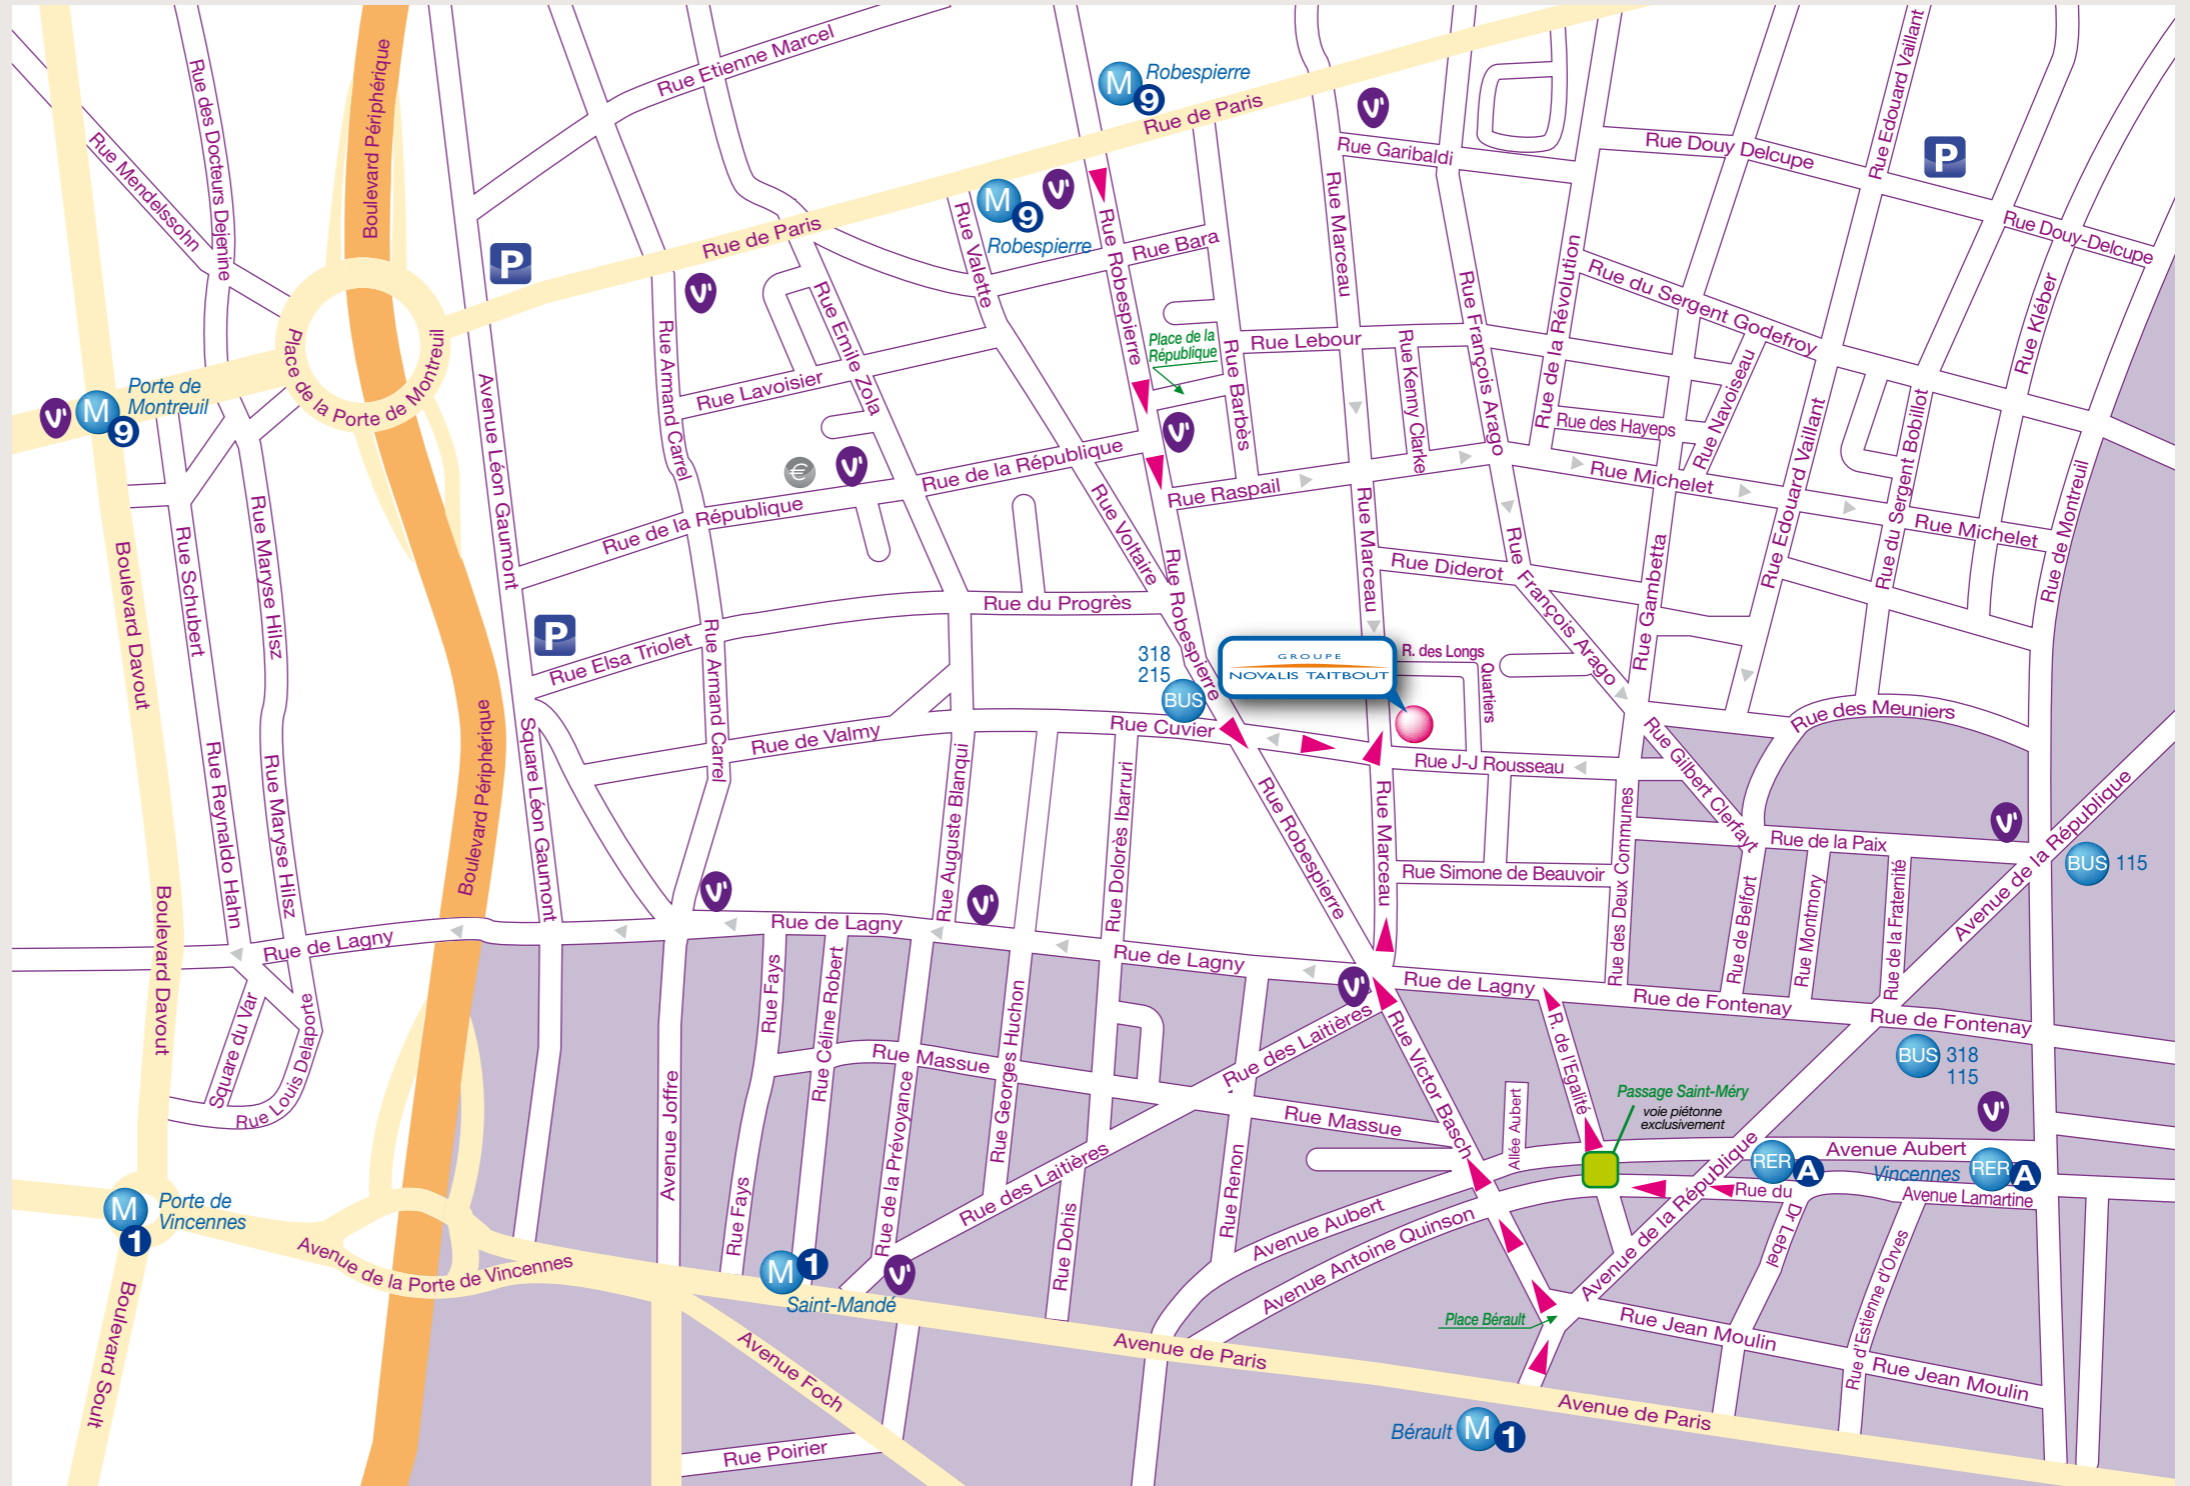 Rue Etienne Marcel
Boulevard Périphérique
Rue des Docteurs Dejerine
Rue Mendelssohn
M 9 Robespierre
Rue de Paris
V'
Rue Garibaldi
Rue Douy Delcupe
Rue Edouard Vaillant
P
M 9
Robespierre
V'
Rue Valette
Rue Robespierre
Rue Bara
Rue Marceau
Rue de Paris
P
V'
Rue Douy-Delcupe
Rue du Sergent Godefroy
Rue de la Révolution
Rue François Arago
Rue Kléber
Place de la Porte de Montreuil
Rue Emile Zola
Rue Armand Carrel
Place de la
République
Rue Lebour
Rue Barbès
Rue Kenny Clarke
Rue Navoiseau
Porte de
Montreuil
V'
M 9
Avenue Léon Gaumont
Rue Lavoisier
V'
Rue des Hayeps
Rue Edouard Vaillant
Rue du Sergent Bobillot
€
V'
Rue de la République
Rue Raspail
Rue Michelet
Rue de Montreuil
Rue de la République
Rue Voltaire
Rue Marceau
Rue Michelet
Boulevard Davout
Rue Schubert
Rue Maryse Hilsz
Rue Diderot
Rue François Arago
Rue Gambetta
Rue du Progrès
Rue Robespierre
P
Rue Elsa Triolet
Rue Armand Carrel
318
215
BUS
GROUPE
NOVALIS TAITBOUT
R. des Longs
Quartiers
Rue de Valmy
Rue Cuvier
Rue J-J Rousseau
Rue des Meuniers
Rue Gilbert Clerfayt
Boulevard Périphéribne
Square Léon Gaumont
Rue Reynaldo Hahn
Rue Maryse Hilsz
Rue Auguste Blanqui
Rue Dolorès Ibarruri
Rue Robespierre
Rue Marceau
Rue des Deux Communes
V'
Rue de la Paix
Avenue de la République
BUS 115
Rue Simone de Beauvoir
V'
V'
Rue de Belfort
Rue Montmory
Rue de la Fraternité
Boulevard Davout
Rue de Lagny
Rue de Lagny
Rue de Lagny
V'
Rue de Lagny
Rue de Fontenay
Rue de Fontenay
Square du Var
Rue Louis Delaporte
Rue Fays
Rue Céline Robert
Rue Georges Huchon
Rue Massue
Rue des Laitières
Rue Victor Basch
R. de l'Egalité
BUS 318
115
V'
Passage Saint-Méry
voie piétonne
exclusivement
Avenue Joffre
Rue de la Prévoyance
Rue Massue
Allée Aubert
Avenue Aubert
RER A
Vincennes
RER A
Rue des Laitières
Rue Renon
Rue du
Dr Lebel
Avenue Lamartine
Porte de
Vincennes
M 1
Rue Fays
Rue Dohis
Avenue Aubert
Avenue Antoine Quinson
Avenue de la République
Rue d'Estienne d'Orves
Avenue de la Porte de Vincennes
M 1
Saint-Mandé
V'
Place Bérault
Rue Jean Moulin
Rue Jean Moulin
Boulevard Soult
Avenue Foch
Avenue de Paris
Avenue de Paris
Bérault M 1
Rue Poirier